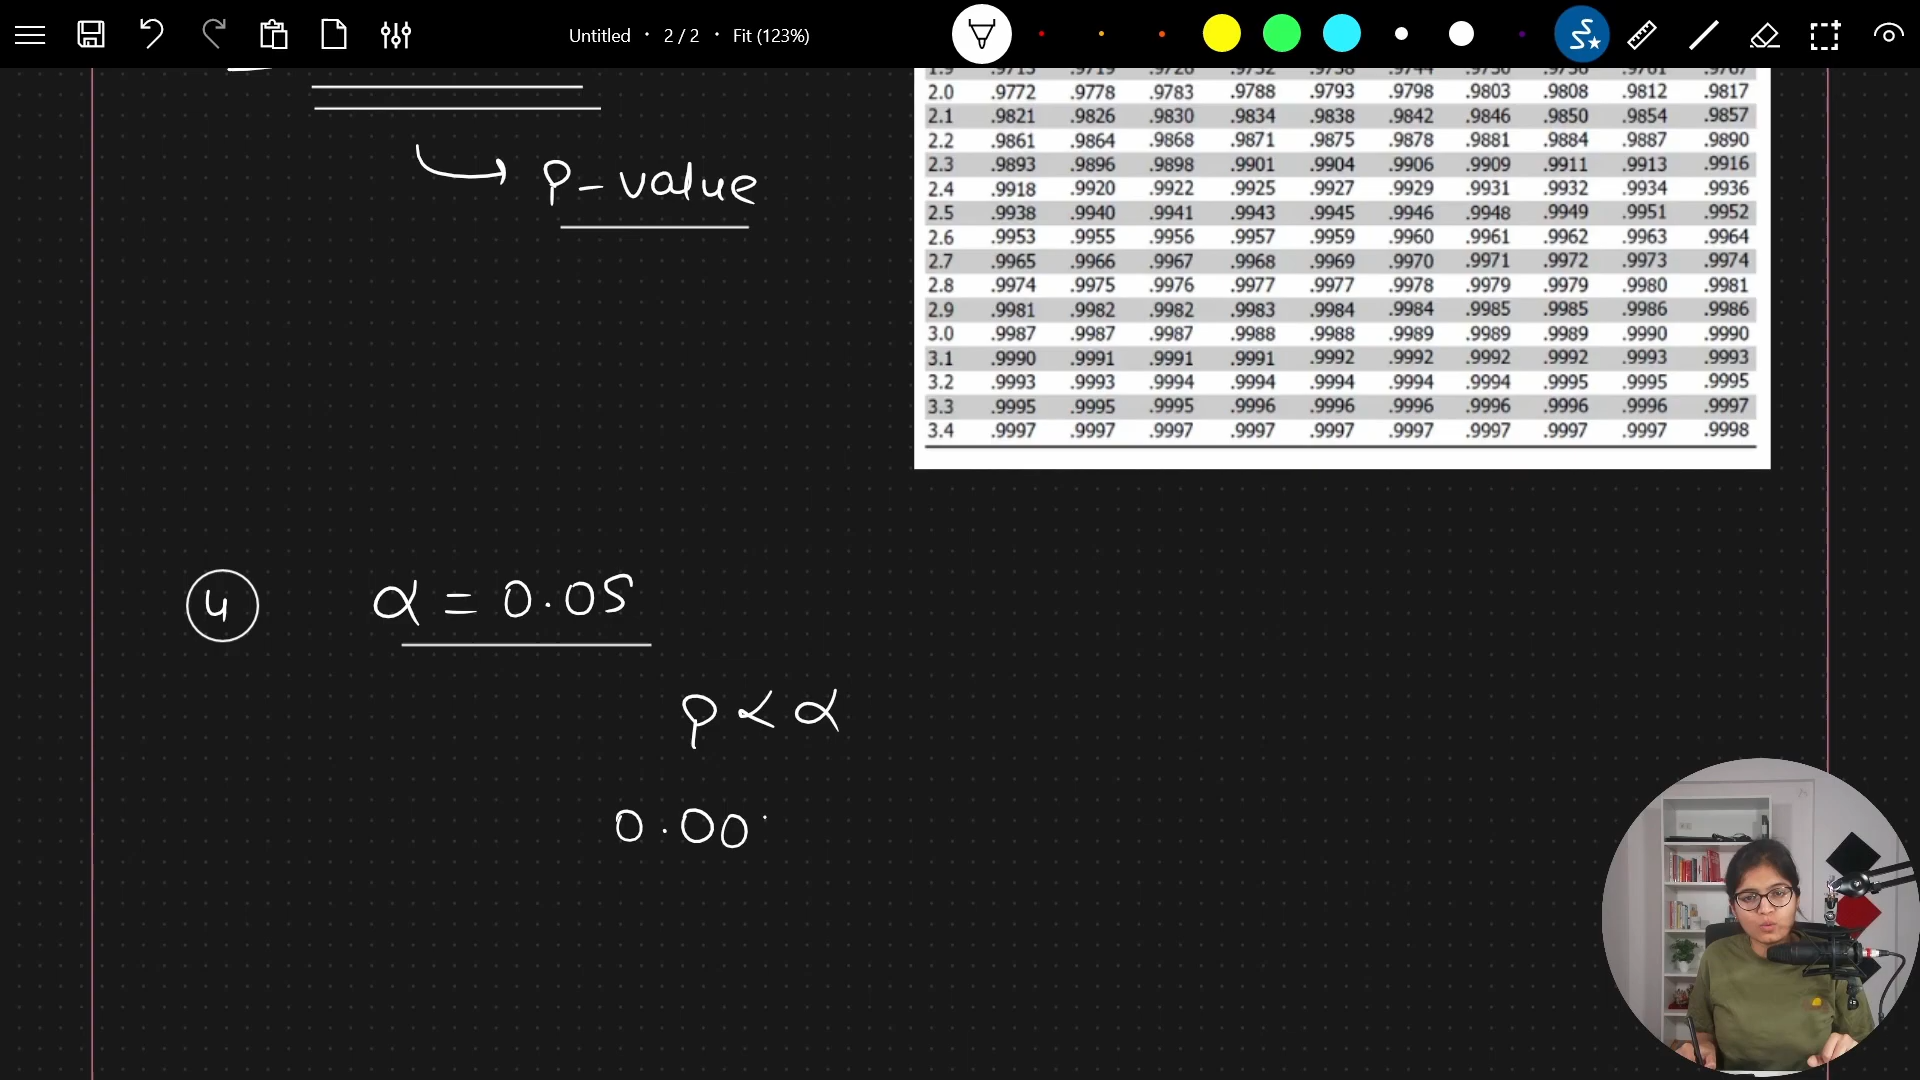 Untitled • 2 / 2 • Fit (123%)
2.0 .9772 .9778 .9783 .9788 .9793 .9798 .9803 .9808 .9812 .9817
2.1 .9821 .9826 .9830 .9834 .9838 .9842 .9846 .9850 .9854 .9857
2.2 .9861 .9864 .9868 .9871 .9875 .9878 .9881 .9884 .9887 .9890
2.3 .9893 .9896 .9898 .9901 .9904 .9906 .9909 .9911 .9913 .9916
2.4 .9918 .9920 .9922 .9925 .9927 .9929 .9931 .9932 .9934 .9936
2.5 .9938 .9940 .9941 .9943 .9945 .9946 .9948 .9949 .9951 .9952
2.6 .9953 .9955 .9956 .9957 .9959 .9960 .9961 .9962 .9963 .9964
2.7 .9965 .9966 .9967 .9968 .9969 .9970 .9971 .9972 .9973 .9974
2.8 .9974 .9975 .9976 .9977 .9977 .9978 .9979 .9979 .9980 .9981
2.9 .9981 .9982 .9982 .9983 .9984 .9984 .9985 .9985 .9986 .9986
3.0 .9987 .9987 .9987 .9988 .9988 .9989 .9989 .9989 .9990 .9990
3.1 .9990 .9991 .9991 .9991 .9992 .9992 .9992 .9992 .9993 .9993
3.2 .9993 .9993 .9994 .9994 .9994 .9994 .9994 .9995 .9995 .9995
3.3 .9995 .9995 .9995 .9996 .9996 .9996 .9996 .9996 .9996 .9997
3.4 .9997 .9997 .9997 .9997 .9997 .9997 .9997 .9997 .9997 .9998
P-value
4 α = 0.05
p < α
0.00